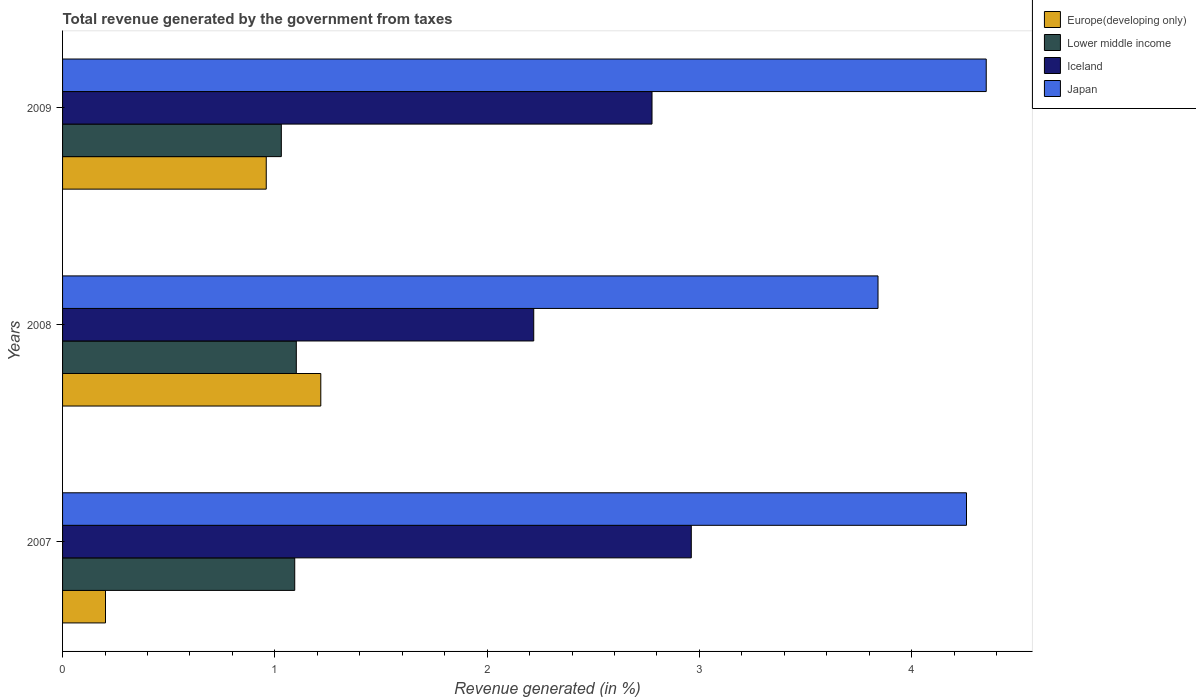 Total revenue generated by the government from taxes
Europe(developing only)
Lower middle income
Iceland
Japan
2009
2008
2007
Years
0
1
2
3
4
Revenue generated (in %)